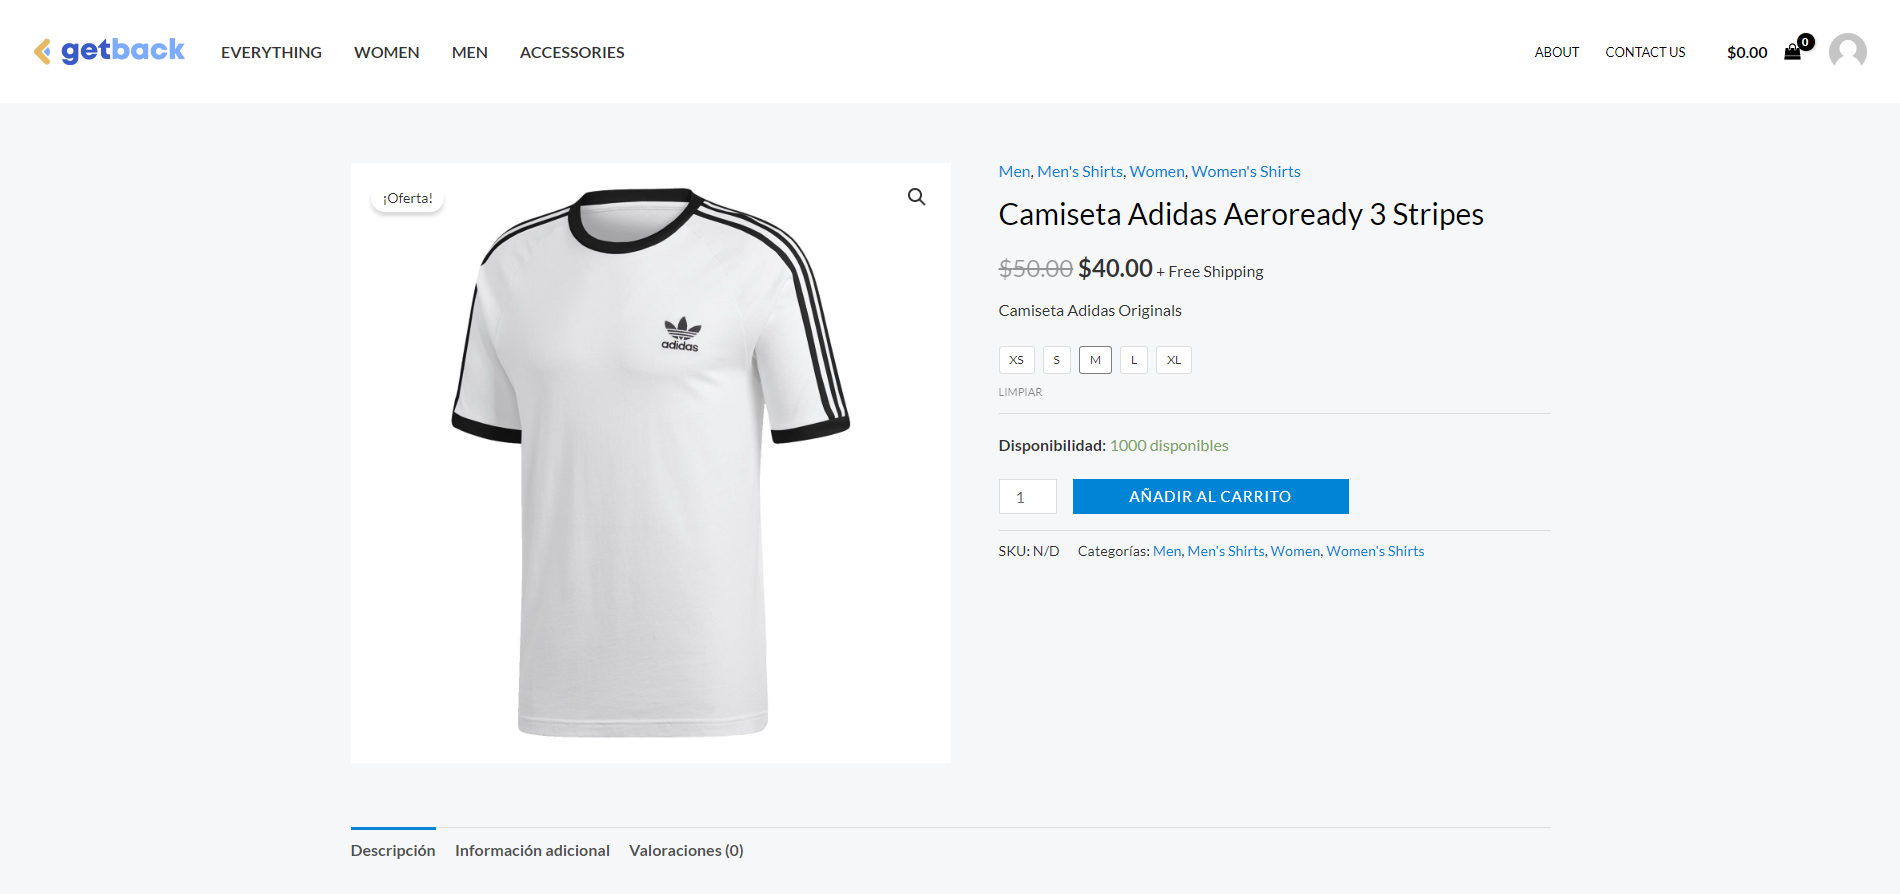 getback EVERYTHING WOMEN MEN ACCESSORIES ABOUT CONTACT US $0.00 0
¡Oferta!
adidas
Men, Men's Shirts, Women, Women's Shirts
Camiseta Adidas Aeroready 3 Stripes
$50.00 $40.00 + Free Shipping
Camiseta Adidas Originals
XS S M L XL
LIMPIAR
Disponibilidad: 1000 disponibles
1 AÑADIR AL CARRITO
SKU: N/D Categorías: Men, Men's Shirts, Women, Women's Shirts
Descripción Información adicional Valoraciones (0)